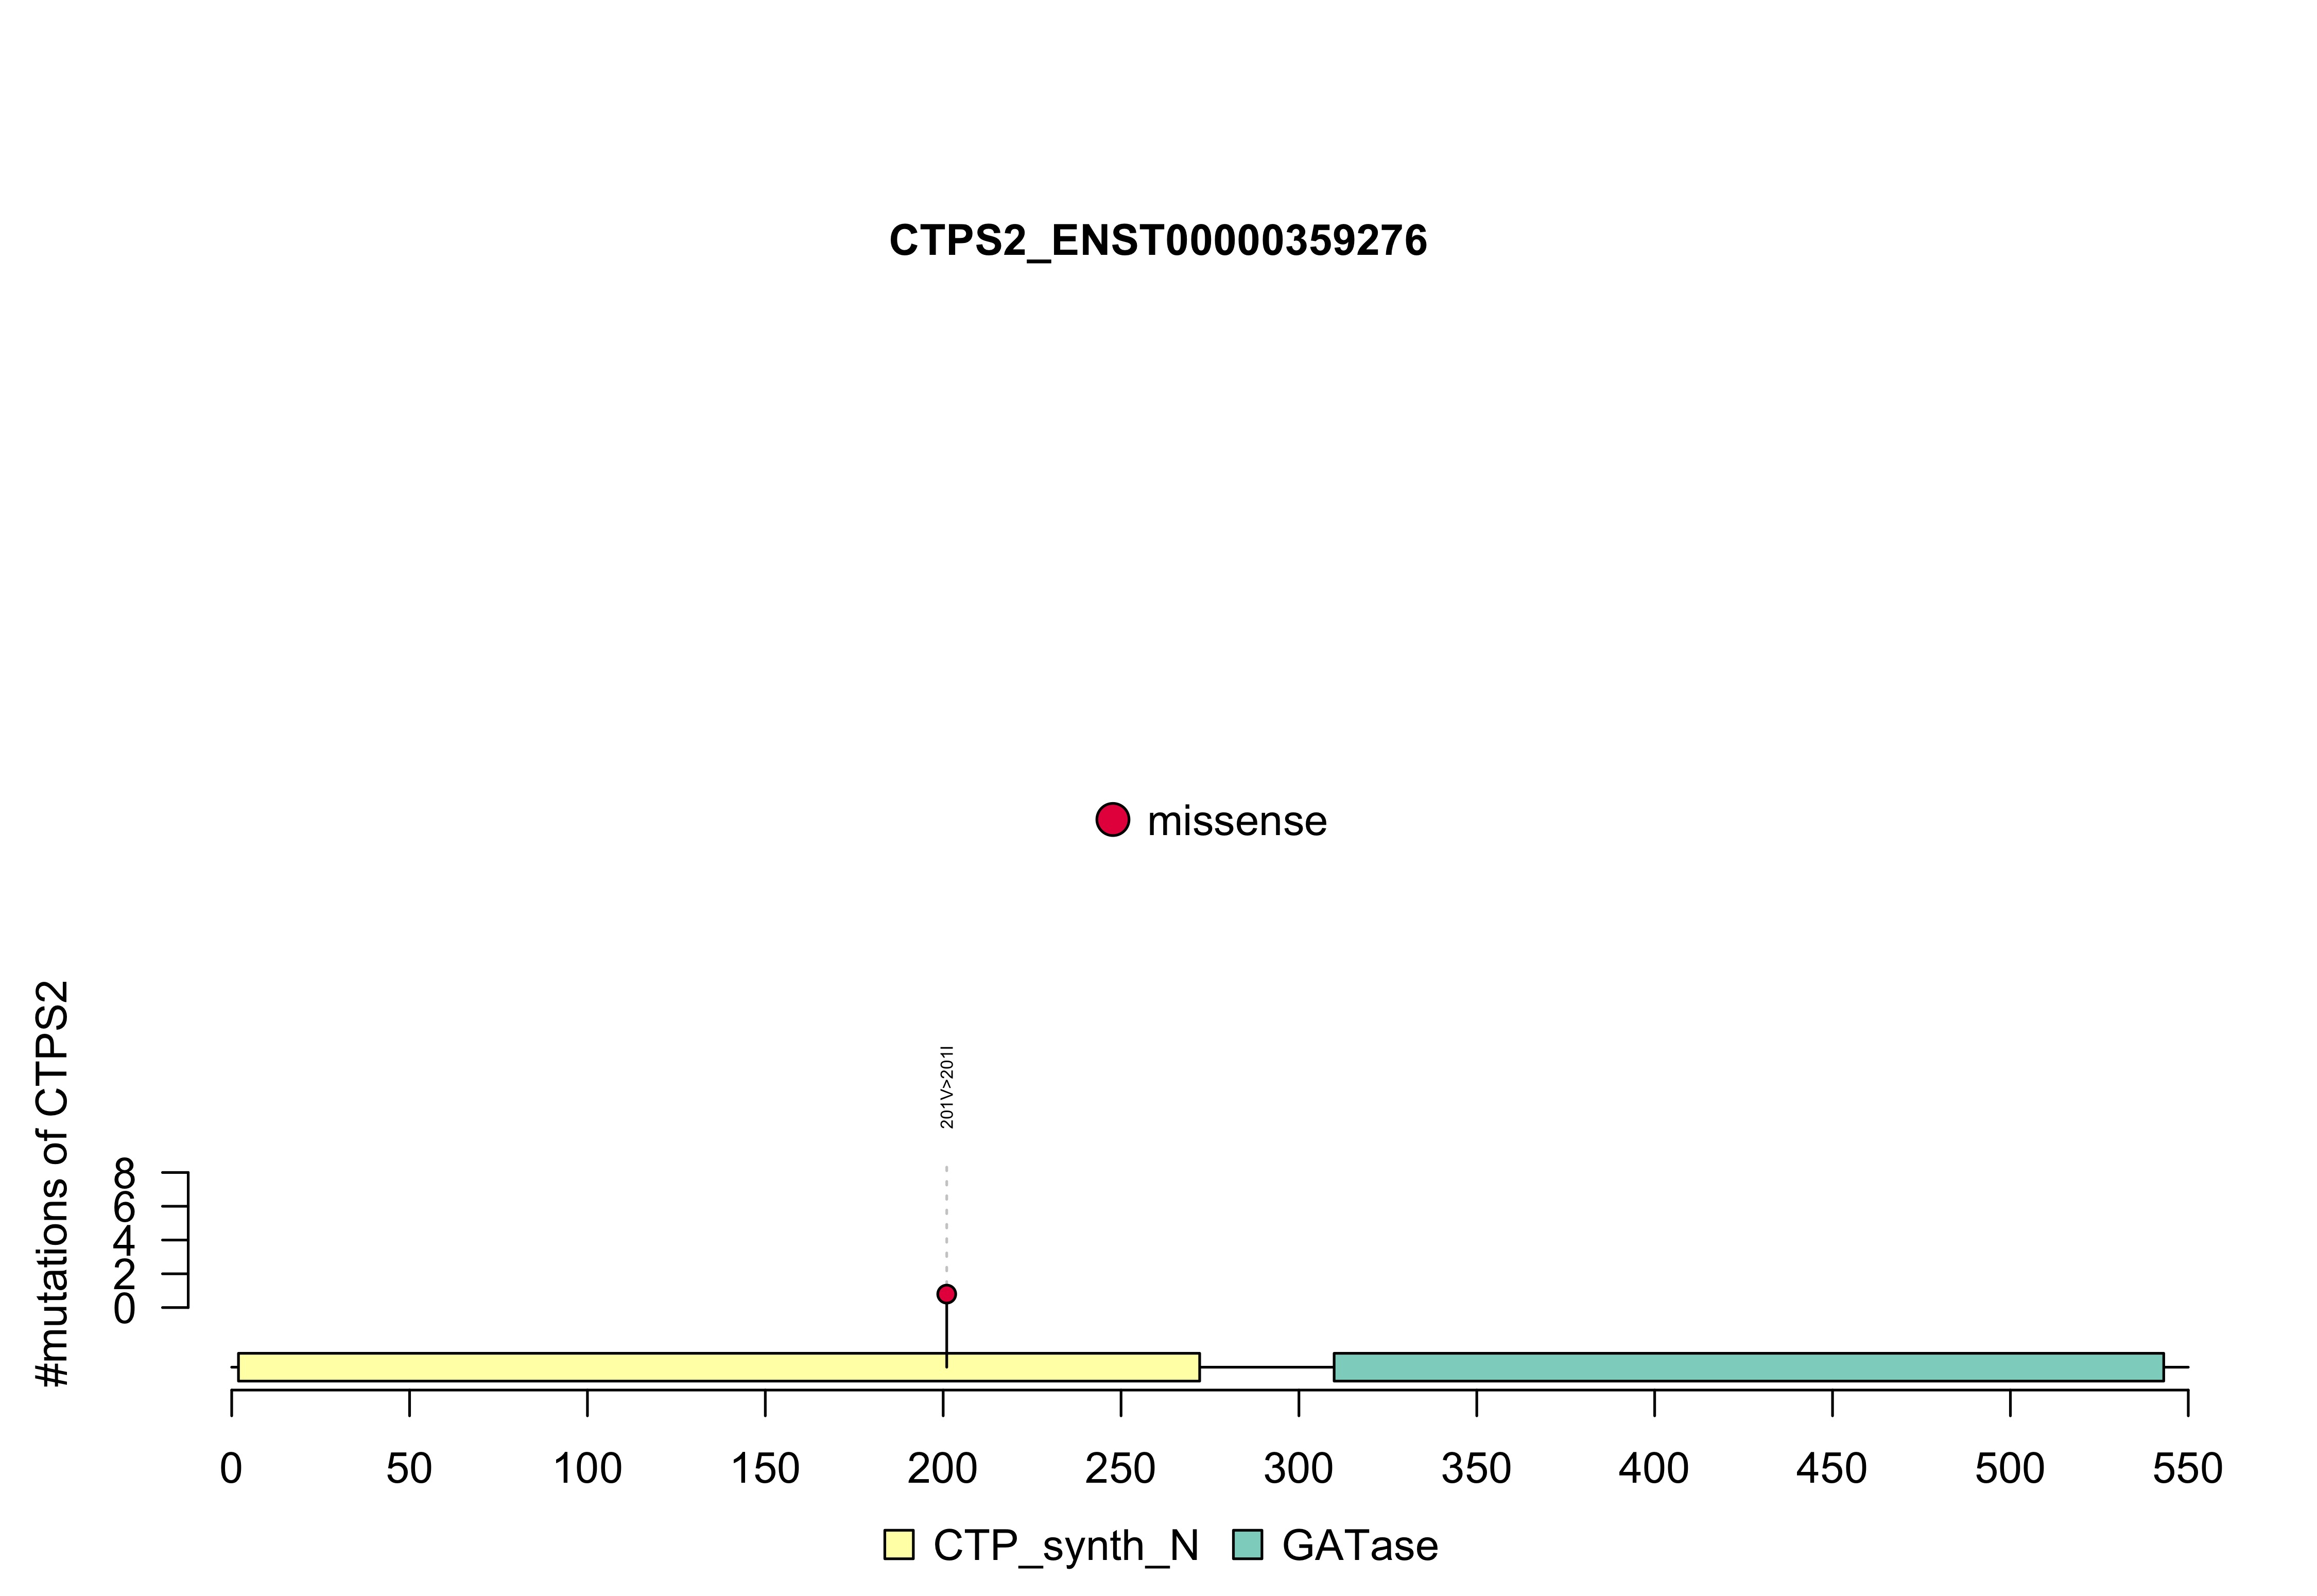 CTPS2_ENST00000359276
missense
#mutations of CTPS2
201V>201I
8
6
4
2
0
0 50 100 150 200 250 300 350 400 450 500 550
CTP_synth_N GATase